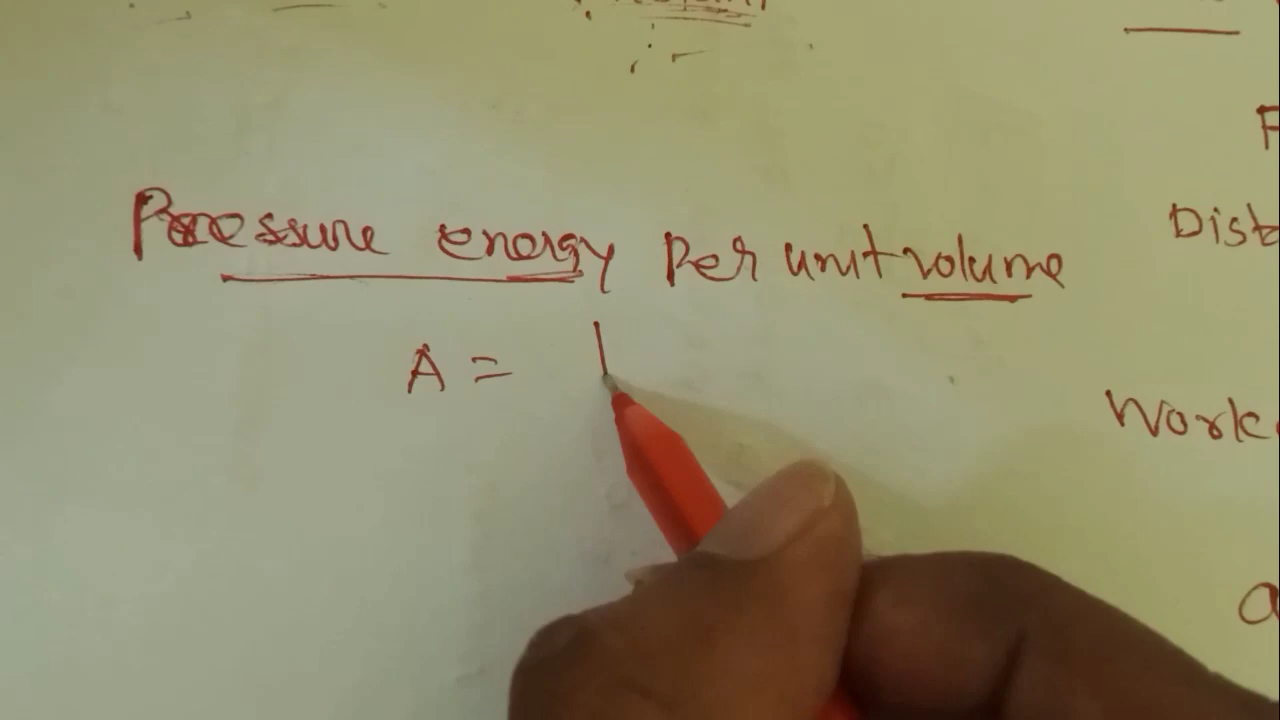 Pressure energy Per unit volume
A =
Dist
Work